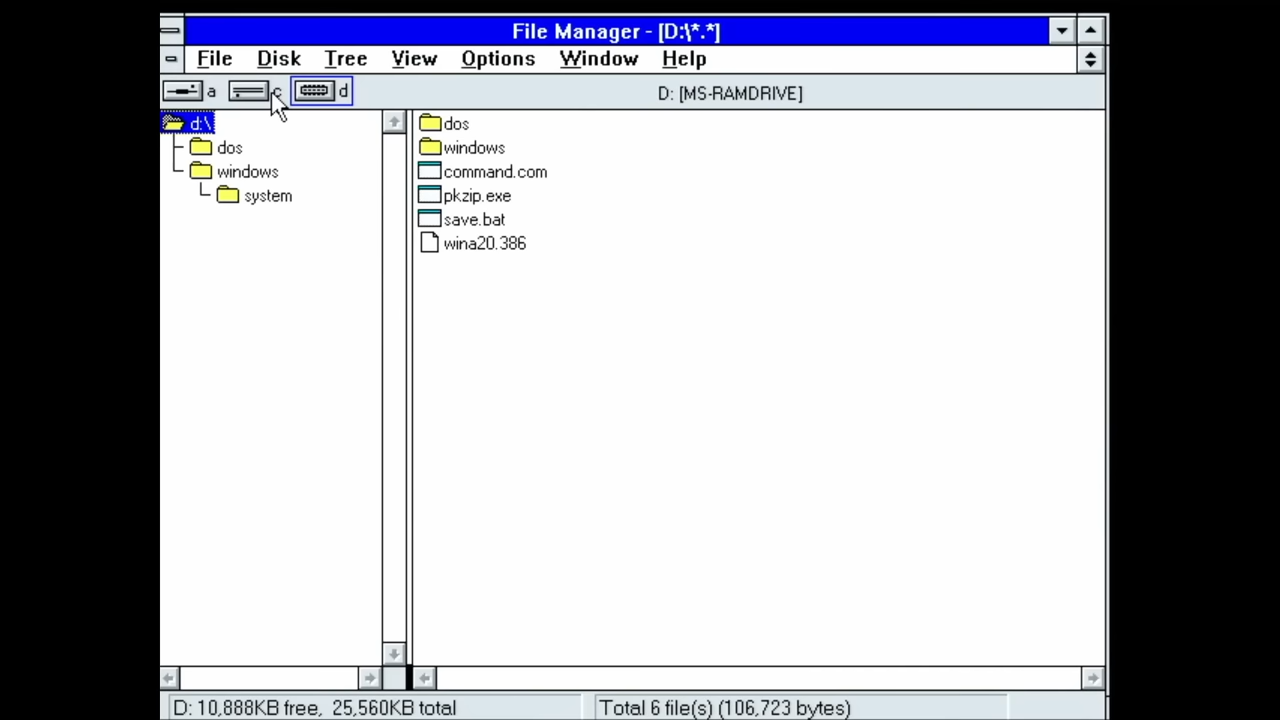 File Manager - [D:\*.*]
File Disk Tree View Options Window Help
a c d D: [MS-RAMDRIVE]
d:\
dos
windows
system
dos
windows
command.com
pkzip.exe
save.bat
wina20.386
D: 10,888KB free, 25,560KB total
Total 6 file(s) (106,723 bytes)